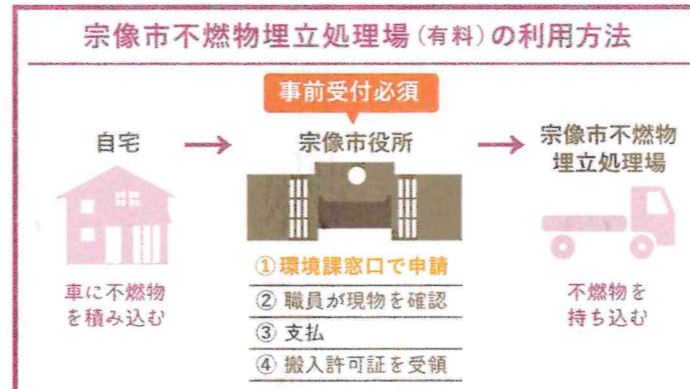 宗像市不燃物埋立処理場(有料)の利用方法
事前受付必須
自宅 → 宗像市役所 → 宗像市不燃物
埋立処理場
車に不燃物
を積み込む
①環境課窓口で申請
② 職員が現物を確認
③ 支払
④ 搬入許可証を受領
不燃物を
持ち込む